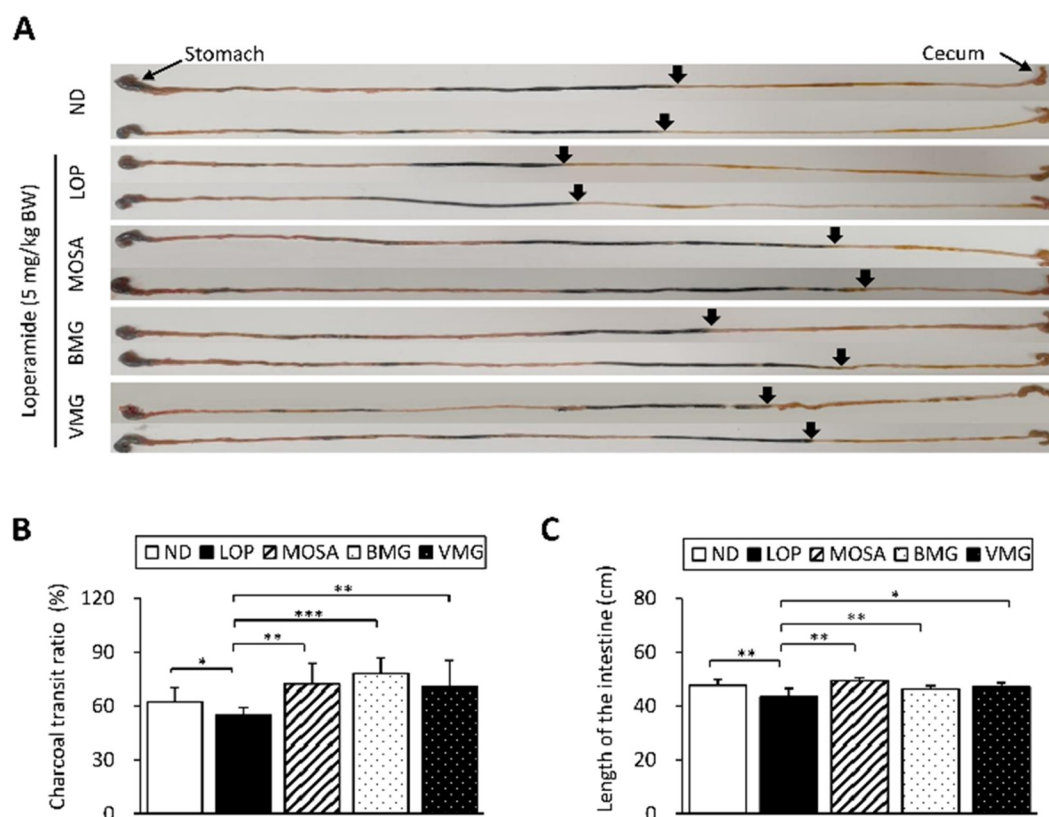 A
Stomach
Cecum
ND
Loperamide (5 mg/kg BW)
LOP
MOSA
BMG
VMG
B
ND LOP MOSA BMG VMG
Charcoal transit ratio (%)
120
90
60
30
0
*
**
***
**
C
ND LOP MOSA BMG VMG
Length of the intestine (cm)
80
60
40
20
0
**
**
**
*